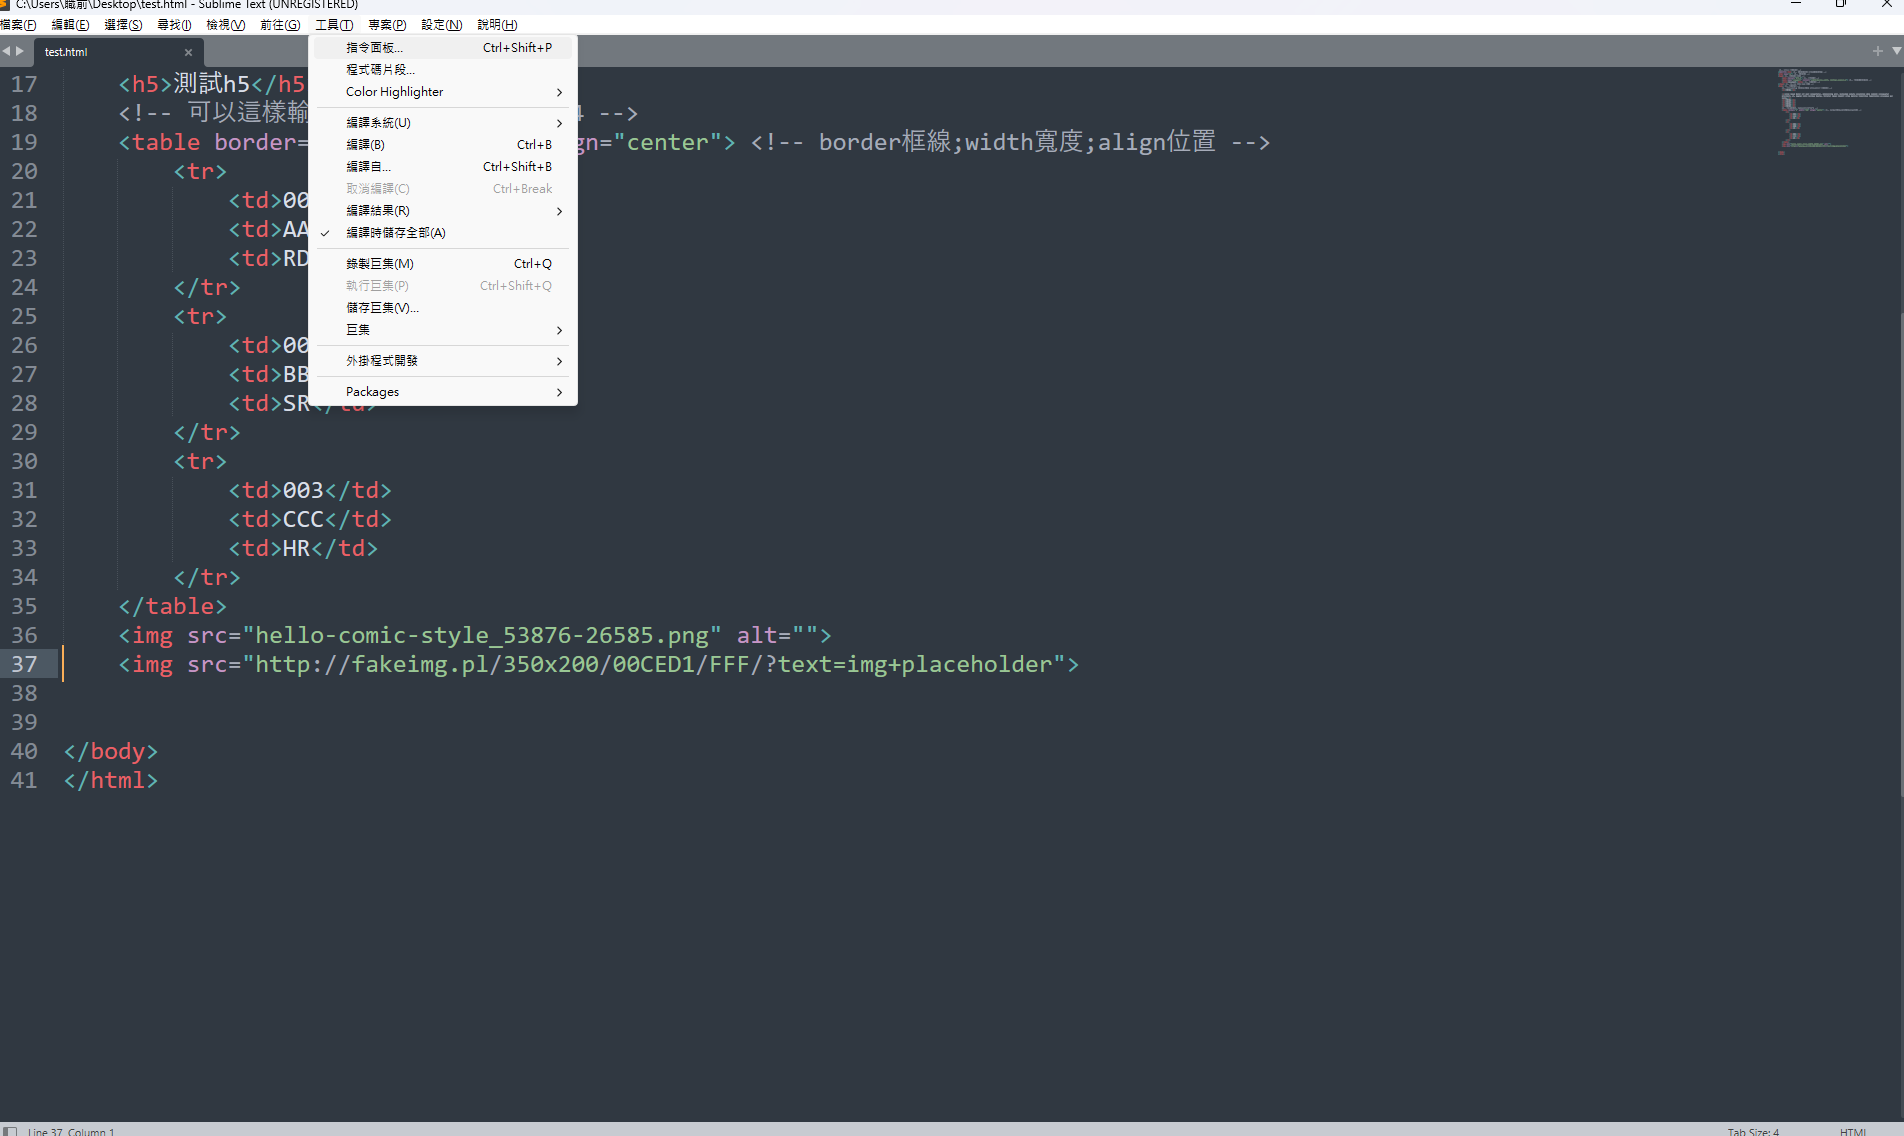 C:\Users\職前\Desktop\test.html - Sublime Text (UNREGISTERED)
檔案(F) 編輯(E) 選擇(S) 尋找(I) 檢視(V) 前往(G) 工具(T) 專案(P) 設定(N) 說明(H)
test.html
指令面板... Ctrl+Shift+P
程式碼片段...
Color Highlighter
編譯系統(U)
編譯(B) Ctrl+B
編譯自... Ctrl+Shift+B
取消編譯(C) Ctrl+Break
編譯結果(R)
編譯時儲存全部(A)
錄製巨集(M) Ctrl+Q
執行巨集(P) Ctrl+Shift+Q
儲存巨集(V)...
巨集
外掛程式開發
Packages
17 <h5>測試h5</h5
18 <!-- 可以這樣輸 -->
19 <table border= gn="center"> <!-- border框線;width寬度;align位置 -->
20 <tr>
21 <td>00
22 <td>AA
23 <td>RD
24 </tr>
25 <tr>
26 <td>00
27 <td>BB
28 <td>SR</td>
29 </tr>
30 <tr>
31 <td>003</td>
32 <td>CCC</td>
33 <td>HR</td>
34 </tr>
35 </table>
36 <img src="hello-comic-style_53876-26585.png" alt="">
37 <img src="http://fakeimg.pl/350x200/00CED1/FFF/?text=img+placeholder">
38
39
40 </body>
41 </html>
Line 37, Column 1 Tab Size: 4 HTML